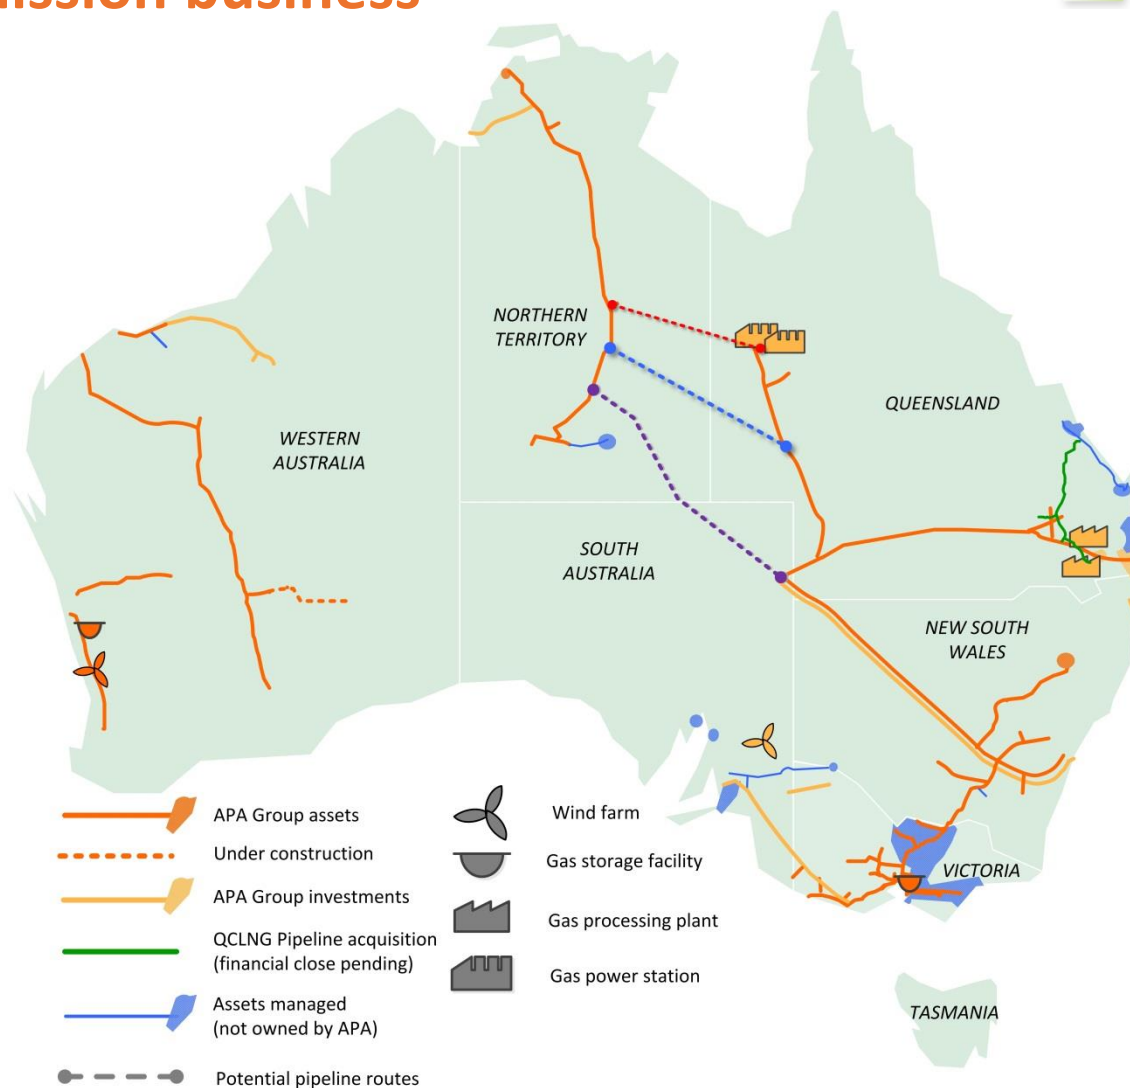 NORTHERN
TERRITORY
QUEENSLAND
WESTERN
AUSTRALIA
SOUTH
AUSTRALIA
NEW SOUTH
WALES
VICTORIA
TASMANIA
APA Group assets
Under construction
APA Group investments
QCLNG Pipeline acquisition
(financial close pending)
Assets managed
(not owned by APA)
Potential pipeline routes
Wind farm
Gas storage facility
Gas processing plant
Gas power station